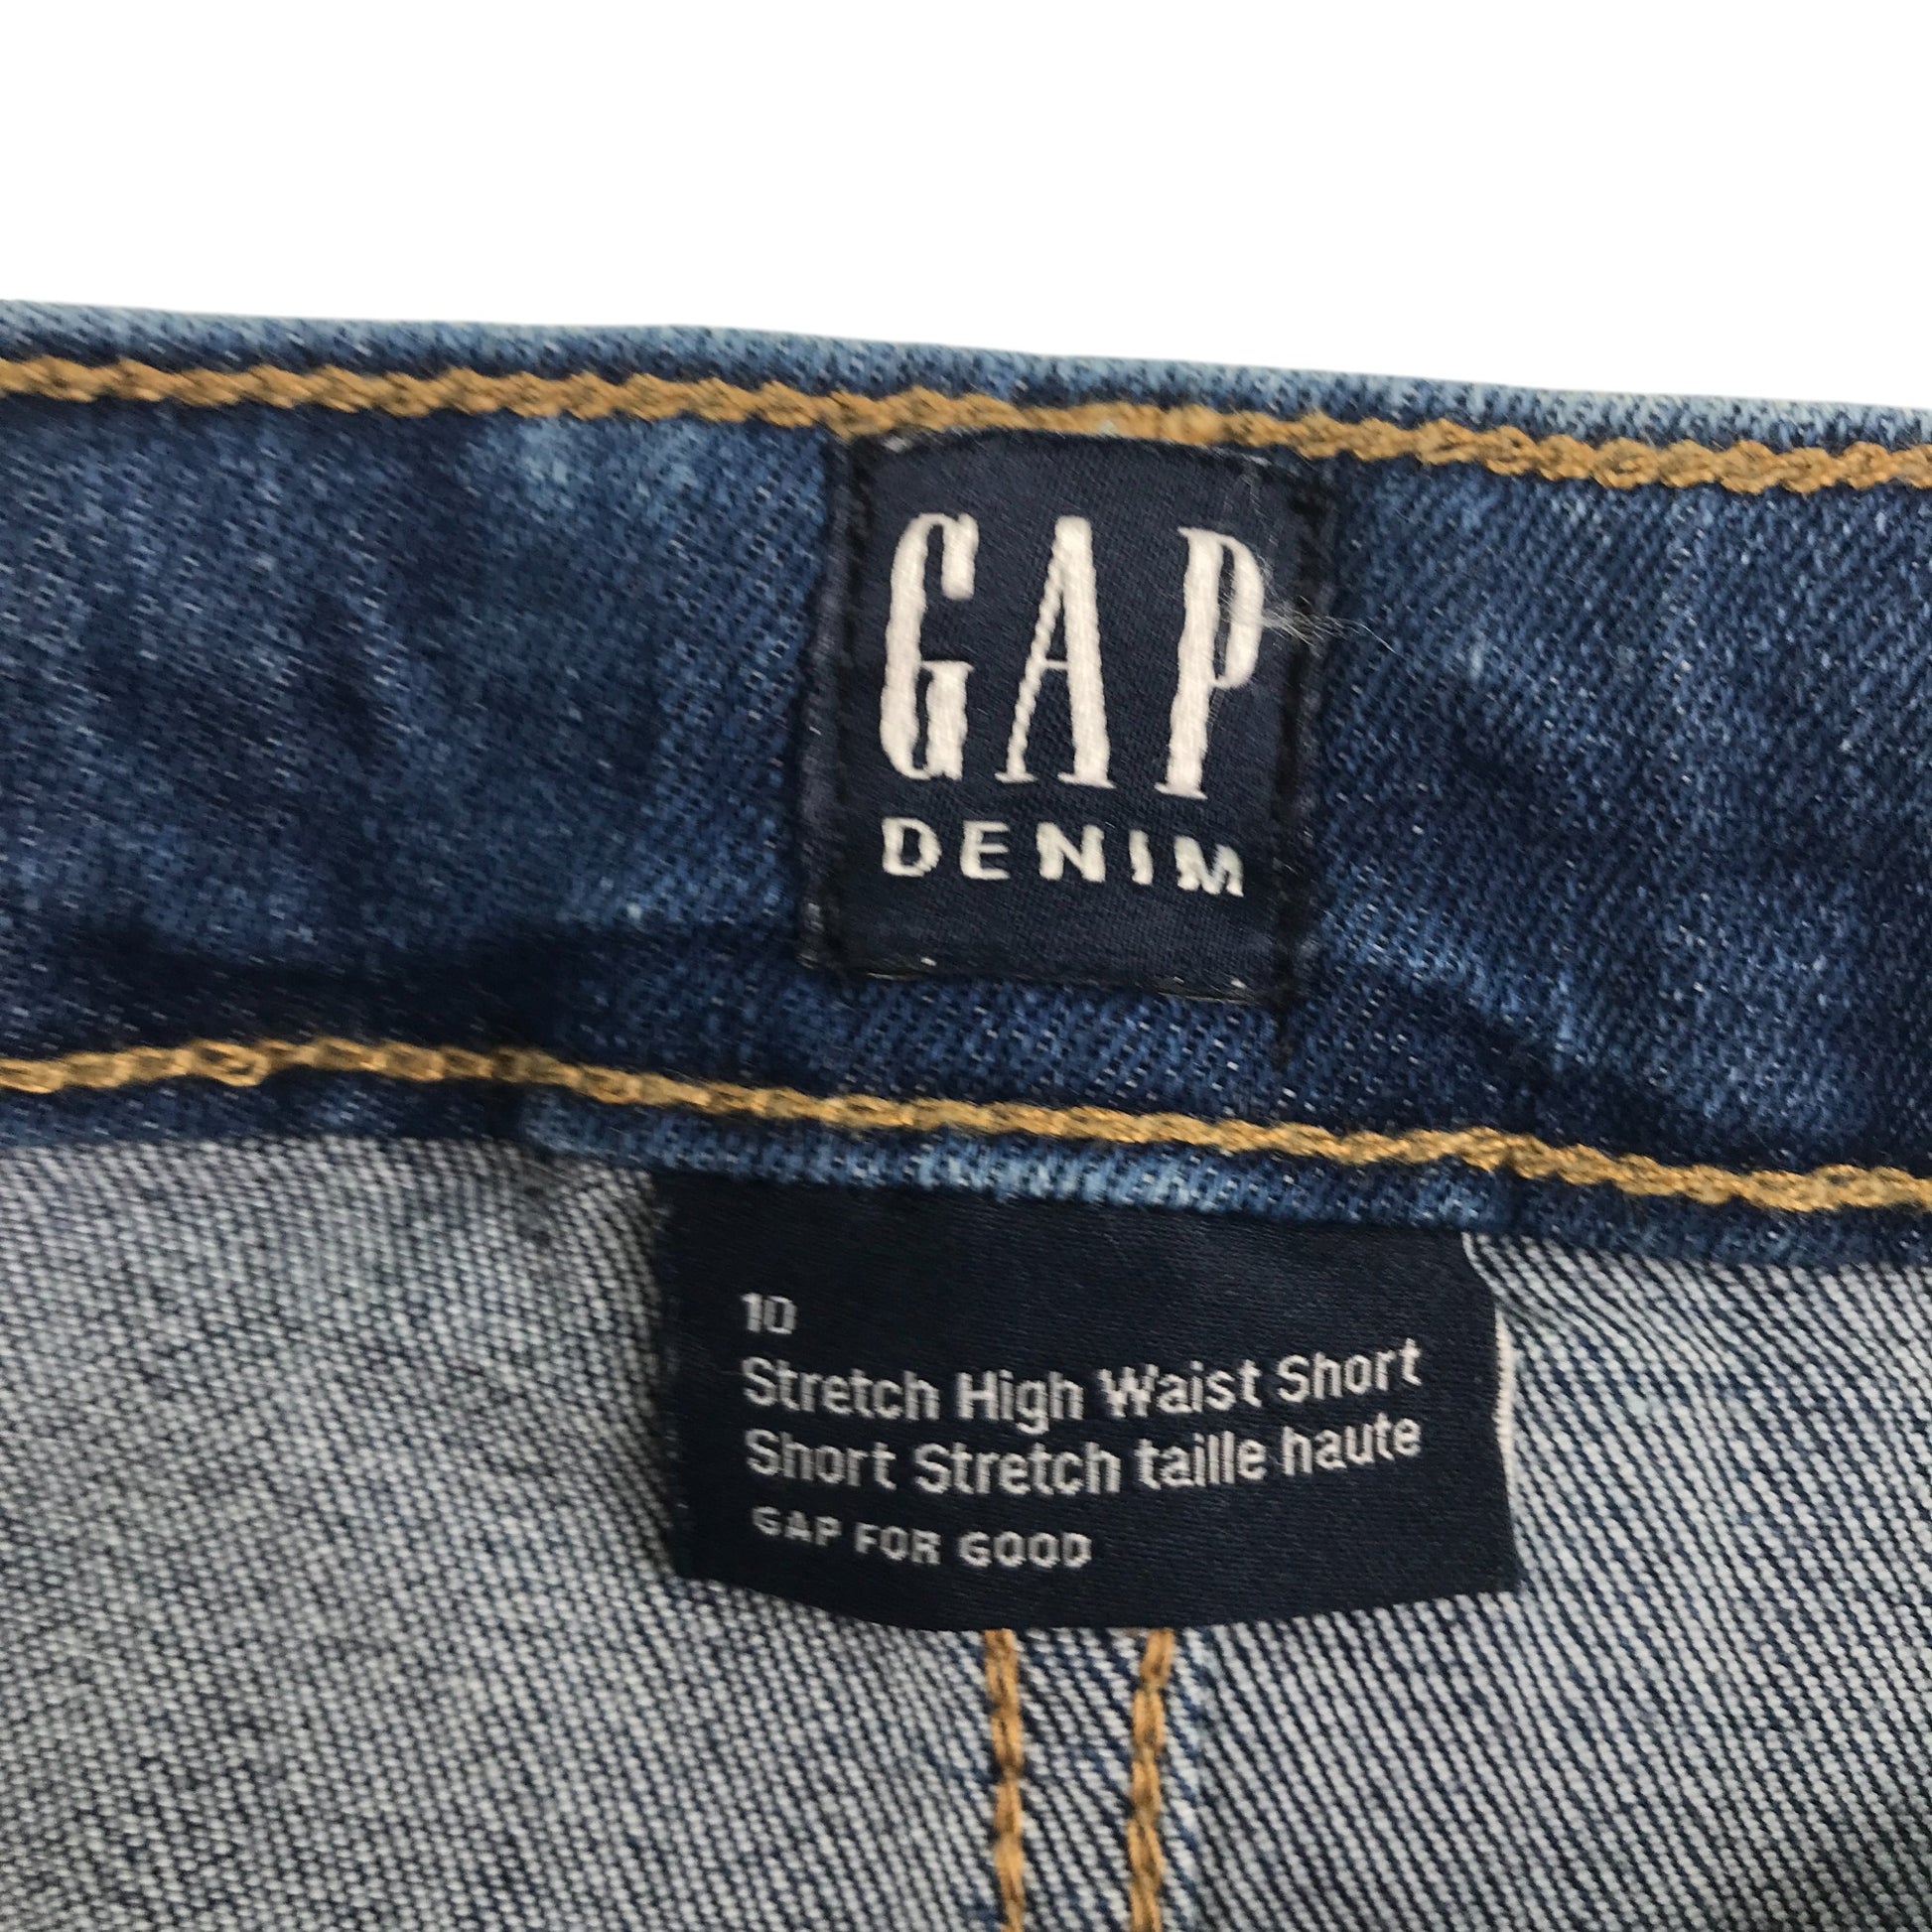 GAP
DENIM
10
Stretch High Waist Short
Short Stretch taille haute
GAP FOR GOOD